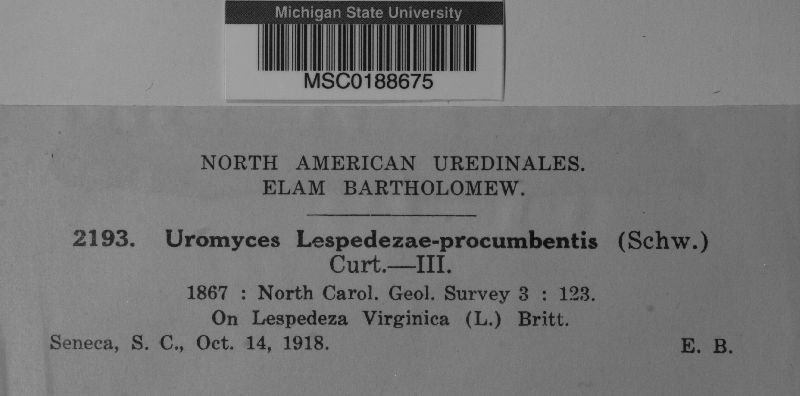 Michigan State University
MSC0188675
NORTH AMERICAN UREDINALES.
ELAM BARTHOLOMEW.
2193. Uromyces Lespedezae-procumbentis (Schw.)
Curt.—III.
1867 : North Carol. Geol. Survey 3 : 123.
On Lespedeza Virginica (L.) Britt.
Seneca, S. C., Oct. 14, 1918. E. B.